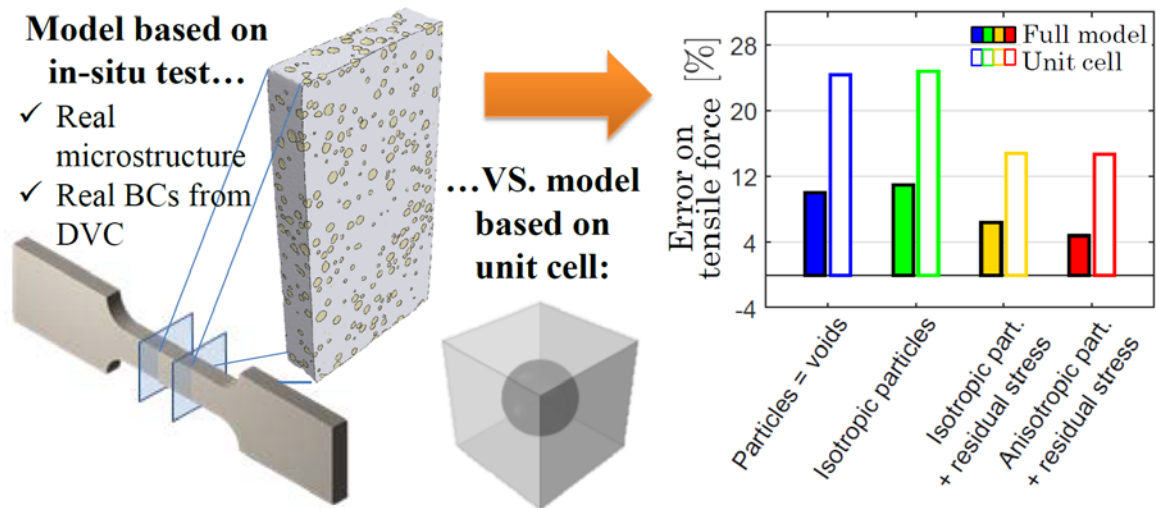 Model based on
in-situ test…
✓ Real
microstructure
✓ Real BCs from
DVC
…VS. model
based on
unit cell:
Error on
tensile force [%]
28
20
12
4
-4
Full model
Unit cell
Particles = voids
Isotropic particles
Isotropic part.
+ residual stress
Anisotropic part.
+ residual stress